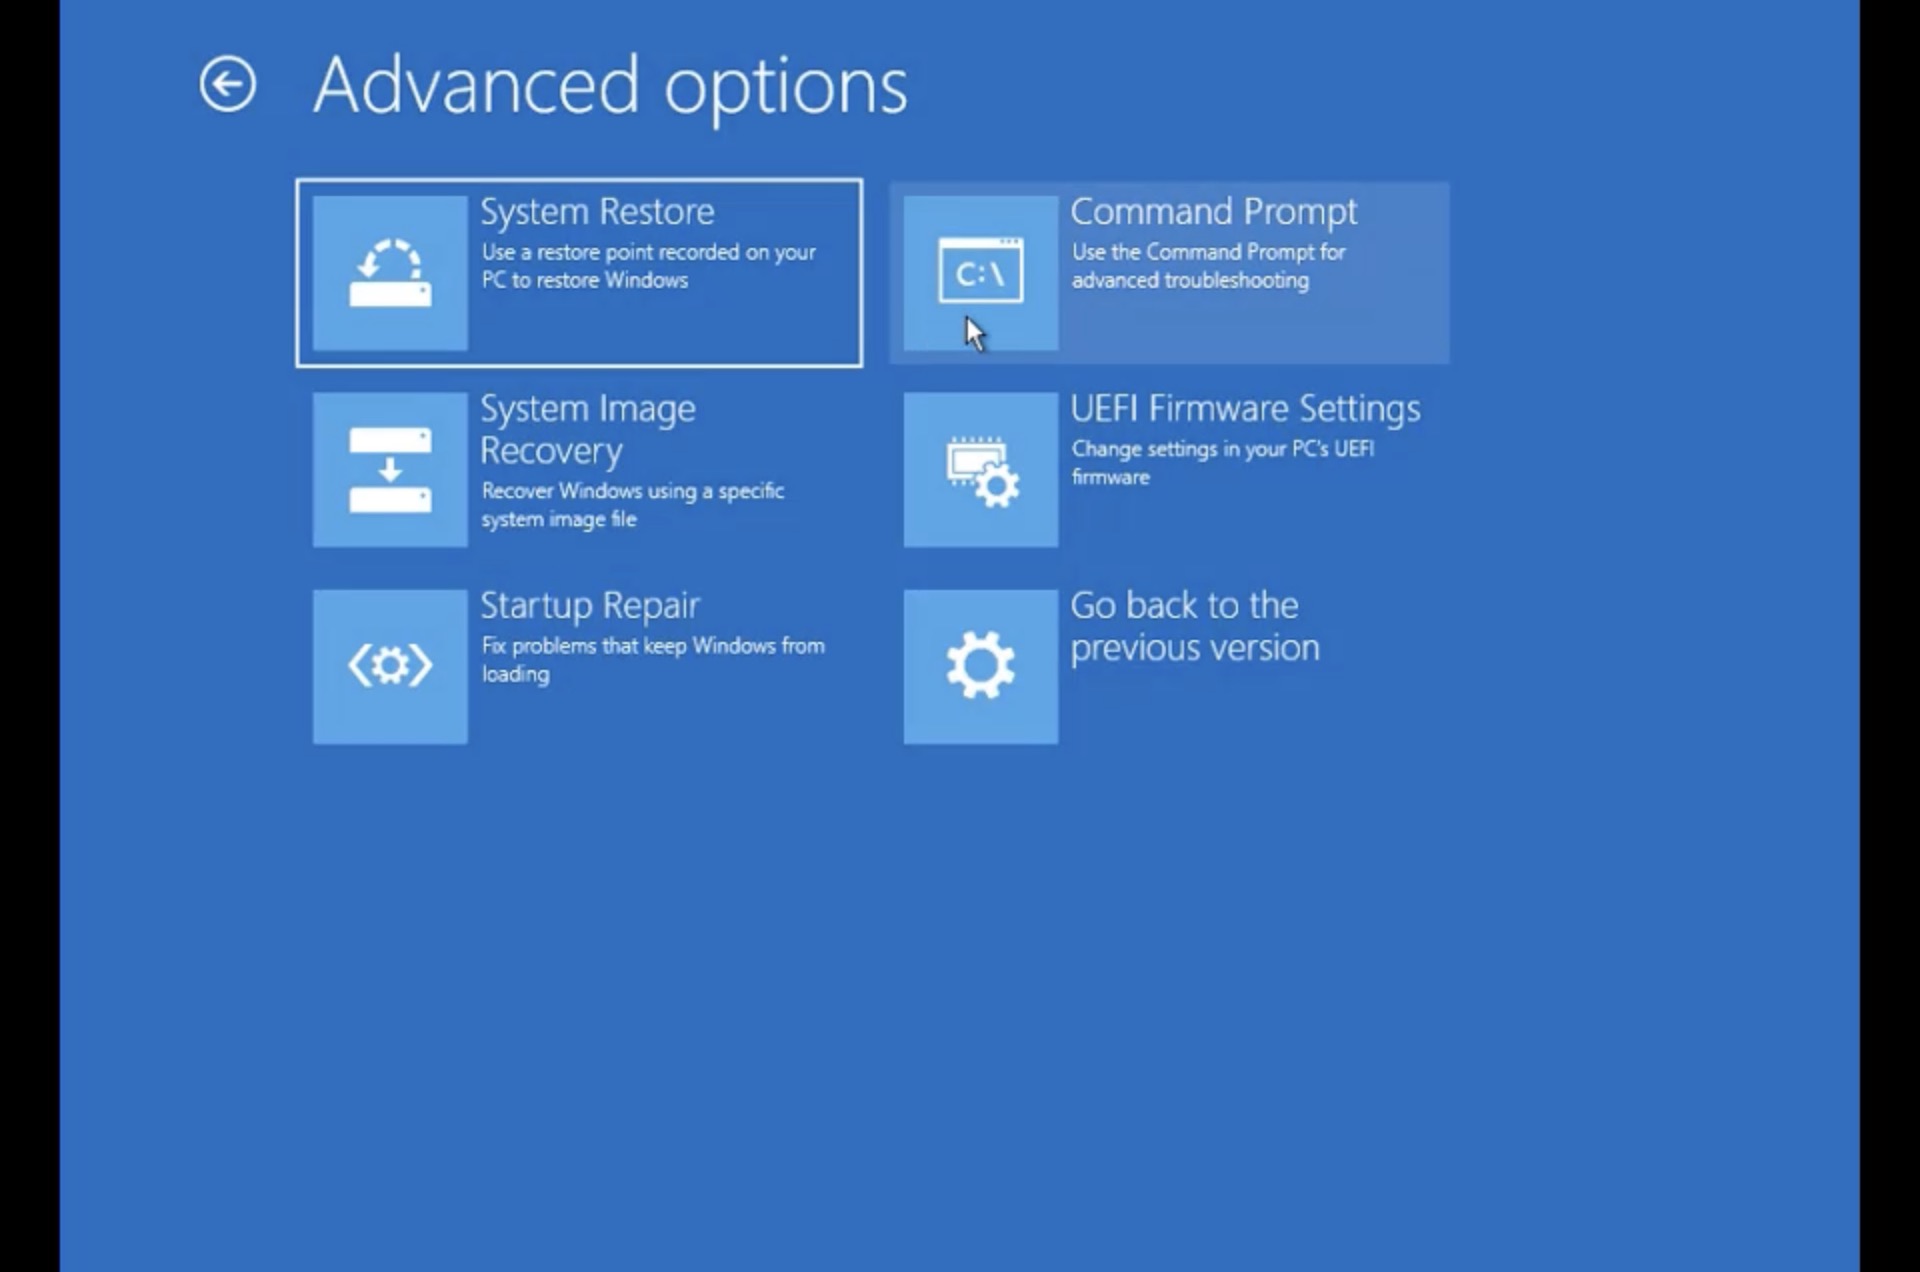 Advanced options
System Restore
Use a restore point recorded on your
PC to restore Windows
Command Prompt
Use the Command Prompt for
advanced troubleshooting
C:\
System Image
Recovery
Recover Windows using a specific
system image file
UEFI Firmware Settings
Change settings in your PC's UEFI
firmware
Startup Repair
Fix problems that keep Windows from
loading
Go back to the
previous version